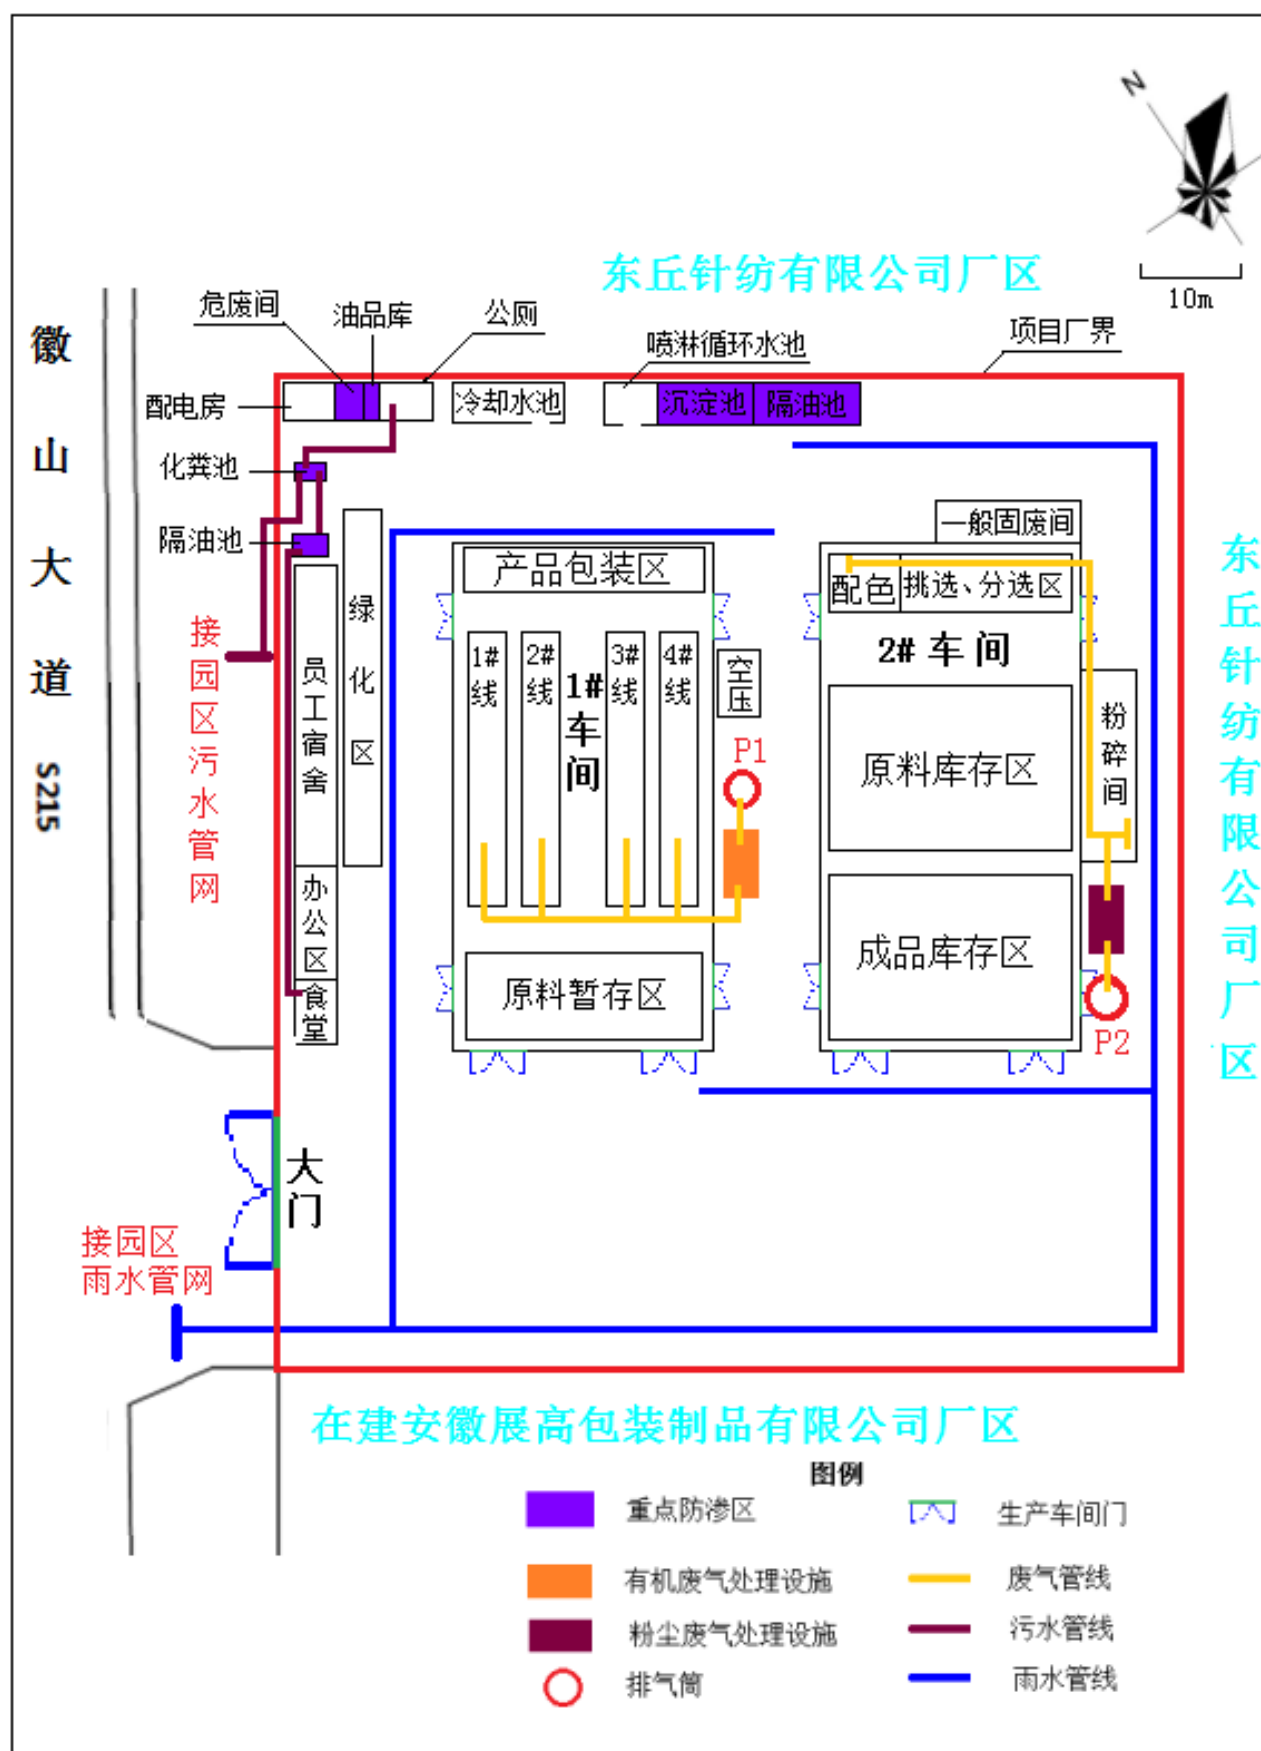 N
10m
东丘针纺有限公司厂区
徽山大道 S215
危废间
油品库
公厕
喷淋循环水池
项目厂界
配电房
冷却水池
沉淀池
隔油池
化粪池
隔油池
一般固废间
产品包装区
配色
挑选、分选区
绿化区
接园区污水管网
员工宿舍
1#线
2#线
3#线
4#线
1#车间
空压
2#车间
P1
原料库存区
粉碎间
东丘针纺有限公司厂区
办公区
食堂
原料暂存区
成品库存区
P2
大门
接园区
雨水管网
在建安徽展高包装制品有限公司厂区
图例
重点防渗区
生产车间门
有机废气处理设施
废气管线
粉尘废气处理设施
污水管线
排气筒
雨水管线